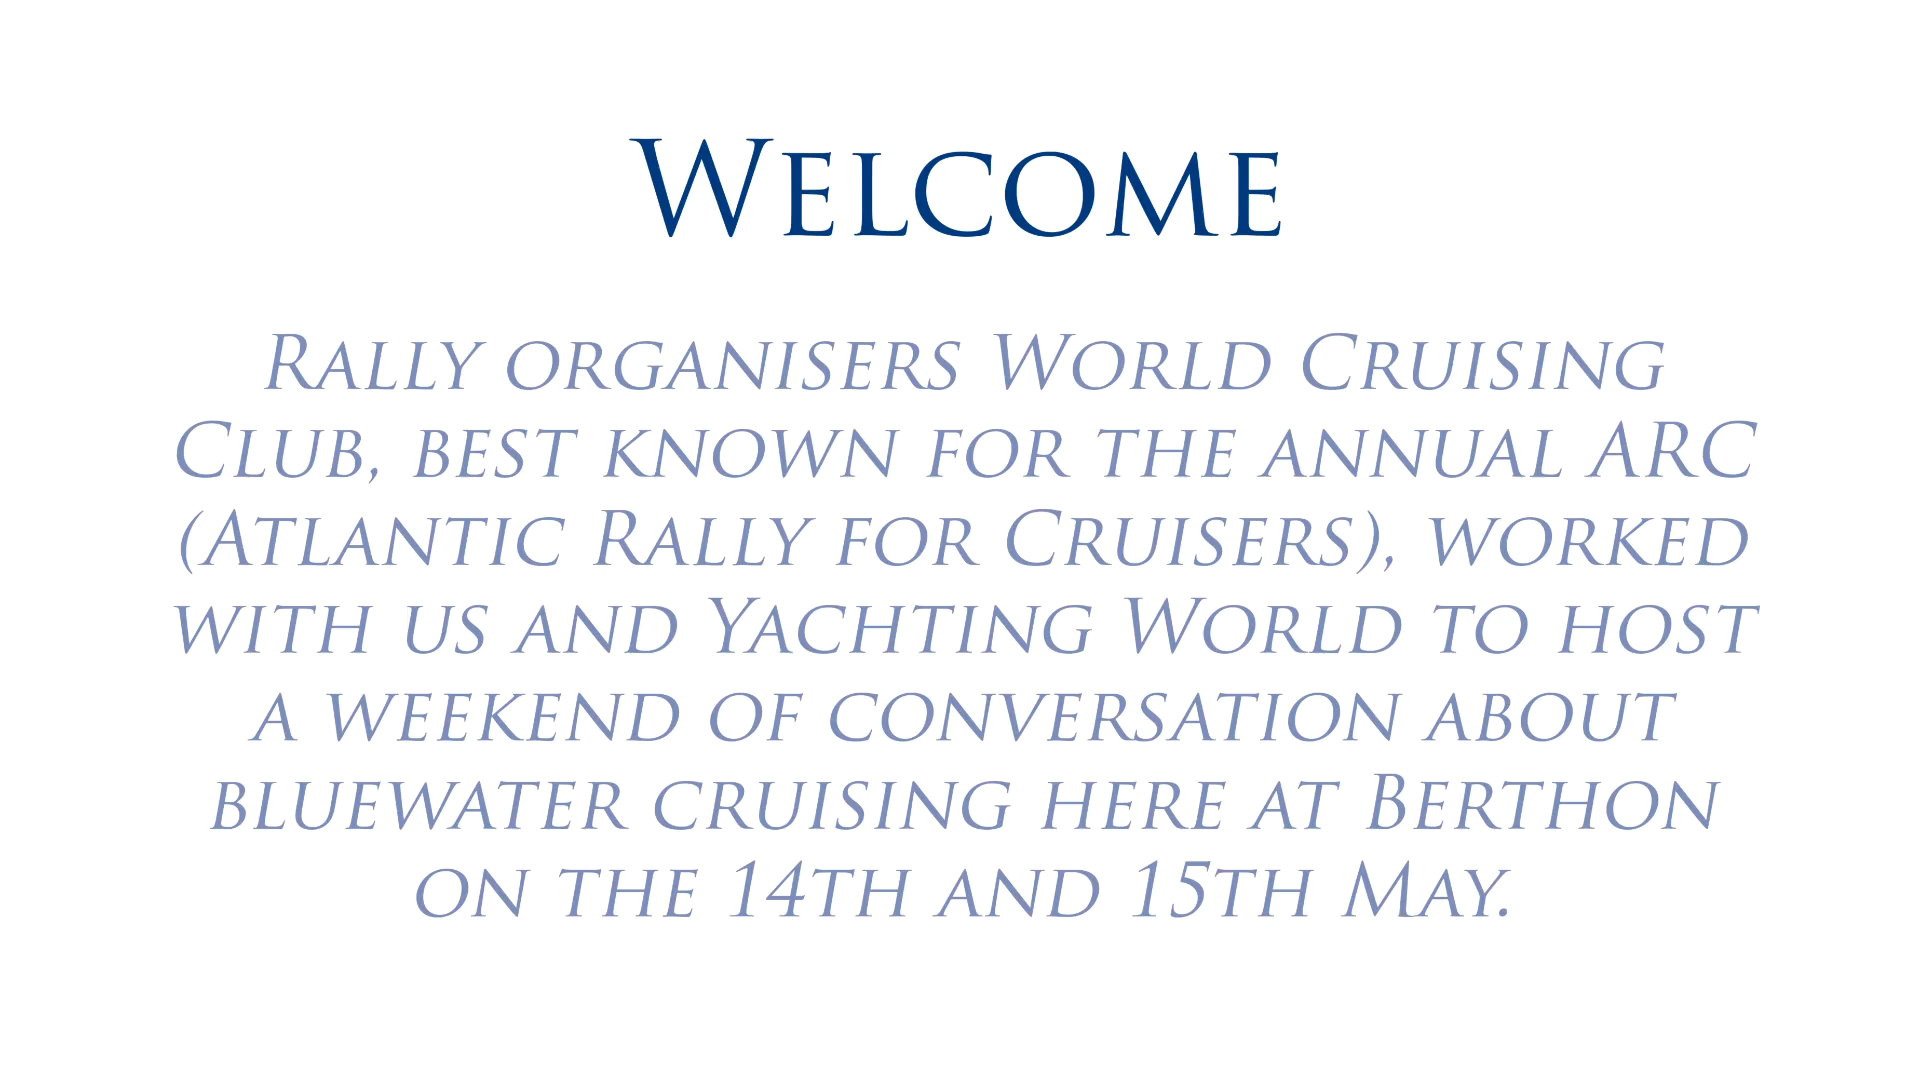 Welcome
Rally organisers World Cruising
Club, best known for the annual ARC
(Atlantic Rally for Cruisers), worked
with us and Yachting World to host
a weekend of conversation about
bluewater cruising here at Berthon
on the 14th and 15th May.